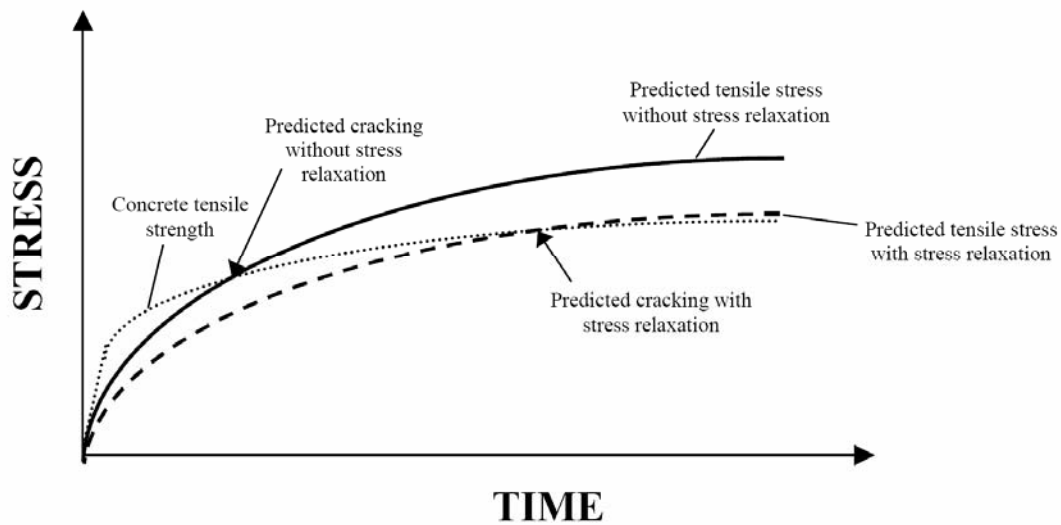 Predicted tensile stress
without stress relaxation
Predicted cracking
without stress
relaxation
Concrete tensile
strength
STRESS
Predicted tensile stress
with stress relaxation
Predicted cracking with
stress relaxation
TIME